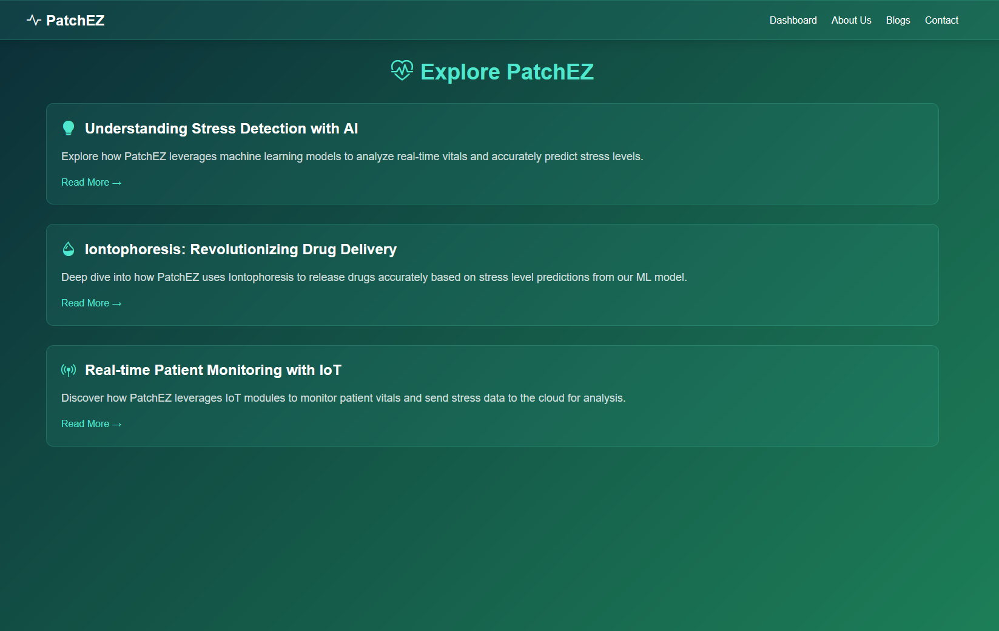 PatchEZ
Dashboard About Us Blogs Contact
Explore PatchEZ
Understanding Stress Detection with AI
Explore how PatchEZ leverages machine learning models to analyze real-time vitals and accurately predict stress levels.
Read More →
Iontophoresis: Revolutionizing Drug Delivery
Deep dive into how PatchEZ uses Iontophoresis to release drugs accurately based on stress level predictions from our ML model.
Read More →
Real-time Patient Monitoring with IoT
Discover how PatchEZ leverages IoT modules to monitor patient vitals and send stress data to the cloud for analysis.
Read More →